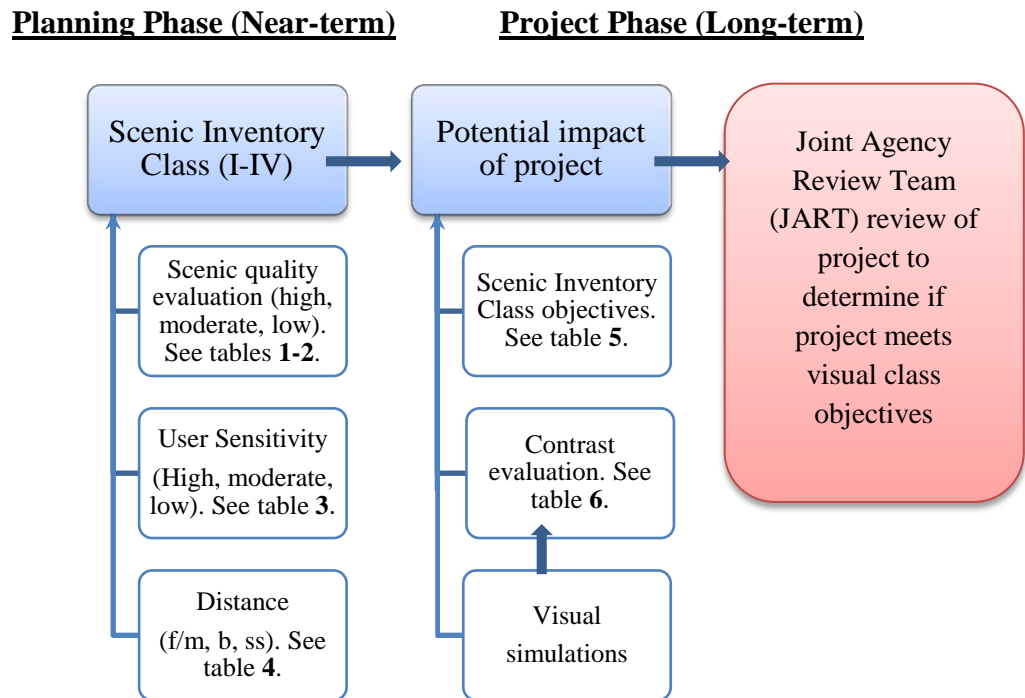 Planning Phase (Near-term)
Project Phase (Long-term)
Scenic Inventory
Class (I-IV)
Scenic quality
evaluation (high,
moderate, low).
See tables 1-2.
User Sensitivity
(High, moderate,
low). See table 3.
Distance
(f/m, b, ss). See
table 4.
Potential impact
of project
Scenic Inventory
Class objectives.
See table 5.
Contrast
evaluation. See
table 6.
Visual
simulations
Joint Agency
Review Team
(JART) review of
project to
determine if
project meets
visual class
objectives